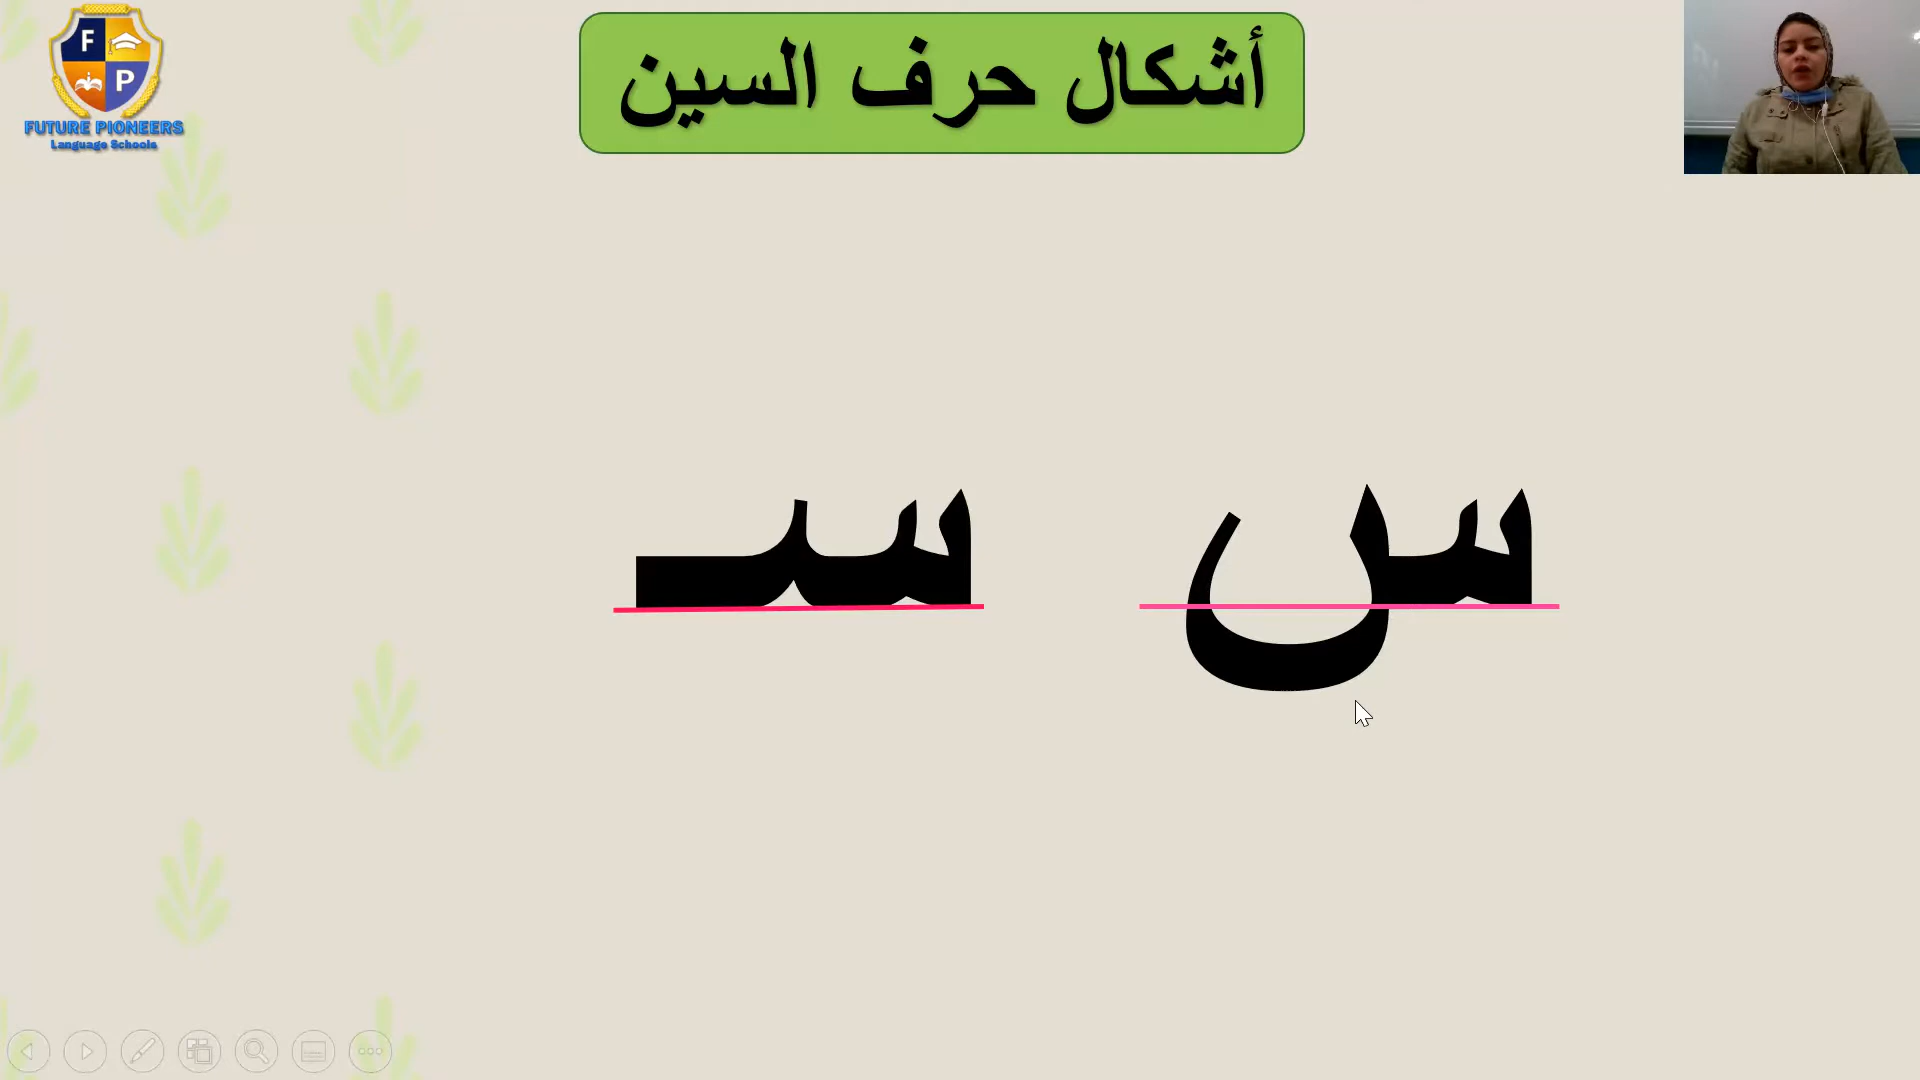 أشكال حرف السين
F
P
FUTURE PIONEERS
Language Schools
س سـ